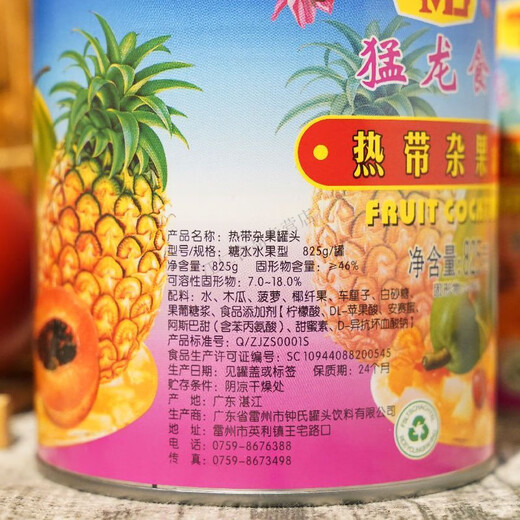 猛龙食
热带杂果
FRUIT COCKT
净含量:825
产品名称：热带杂果罐头
型号/规格：糖水水果型 825g/罐
净含量：825g 固形物含量：≥46%
可溶性固形物：7.0~18.0%
配料：水、木瓜、菠萝、椰纤果、车厘子、白砂糖、
果葡糖浆、食品添加剂【柠檬酸、DL-苹果酸、安赛蜜、
阿斯巴甜（含苯丙氨酸）、甜蜜素、D-异抗坏血酸钠】
产品标准号：Q/ZJZS0001S
食品生产许可证编号：SC10944088200545
生产日期：见罐盖或标签 保质期：24个月
贮存条件：阴凉干燥处
产 地：广东 湛江
生产商：广东省雷州市钟氏罐头饮料有限公司
地 址：雷州市英利镇王宅路口
电 话：0759-8676388
传 真：0759-8673498